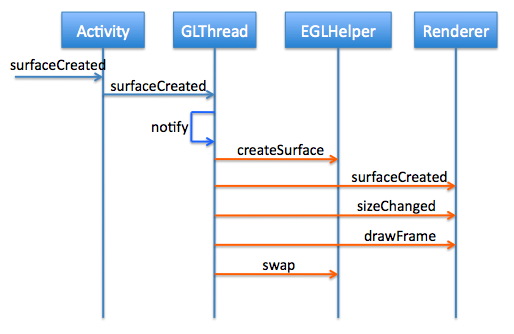 Activity GLThread EGLHelper Renderer
surfaceCreated
surfaceCreated
notify
createSurface
surfaceCreated
sizeChanged
drawFrame
swap